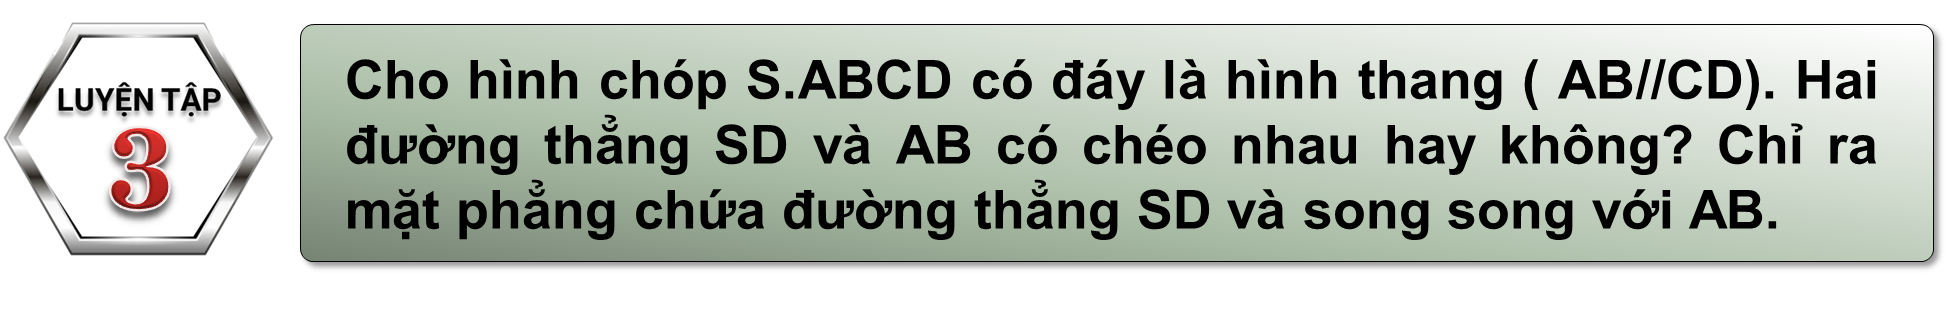 LUYỆN TẬP
3
Cho hình chóp S.ABCD có đáy là hình thang ( AB//CD). Hai
đường thẳng SD và AB có chéo nhau hay không? Chỉ ra
mặt phẳng chứa đường thẳng SD và song song với AB.